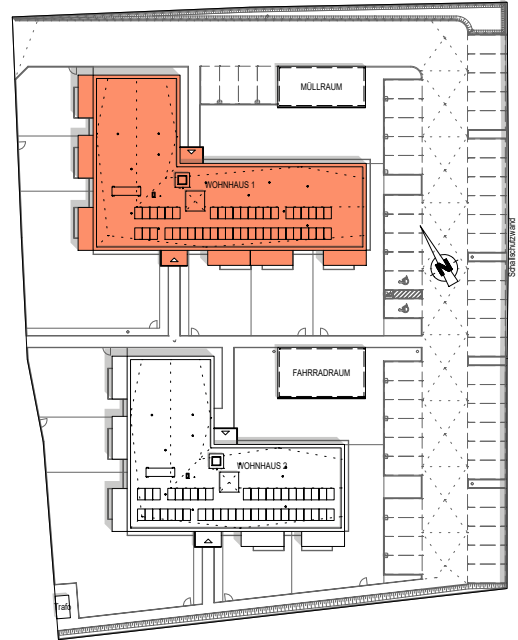 MÜLLRAUM
WOHNHAUS 1
Schallschutzwand
N
FAHRRADRAUM
WOHNHAUS 2
Trafo